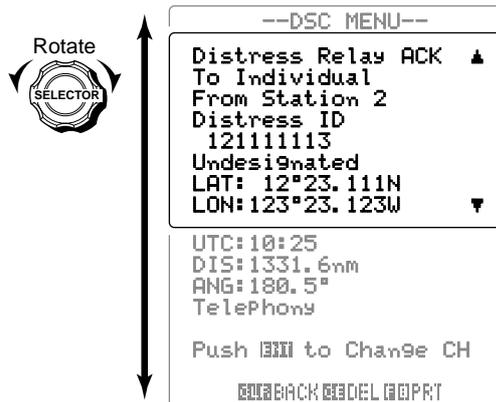 --DSC MENU--
Rotate
SELECTOR
Distress Relay ACK ▲
To Individual
From Station 2
Distress ID
121111113
Undesignated
LAT: 12°23.111N
LON:123°23.123W ▼
UTC:10:25
DIS:1331.6nm
ANG:180.5°
Telephony
Push ENT to Change CH
CLR BACK DEL PRT